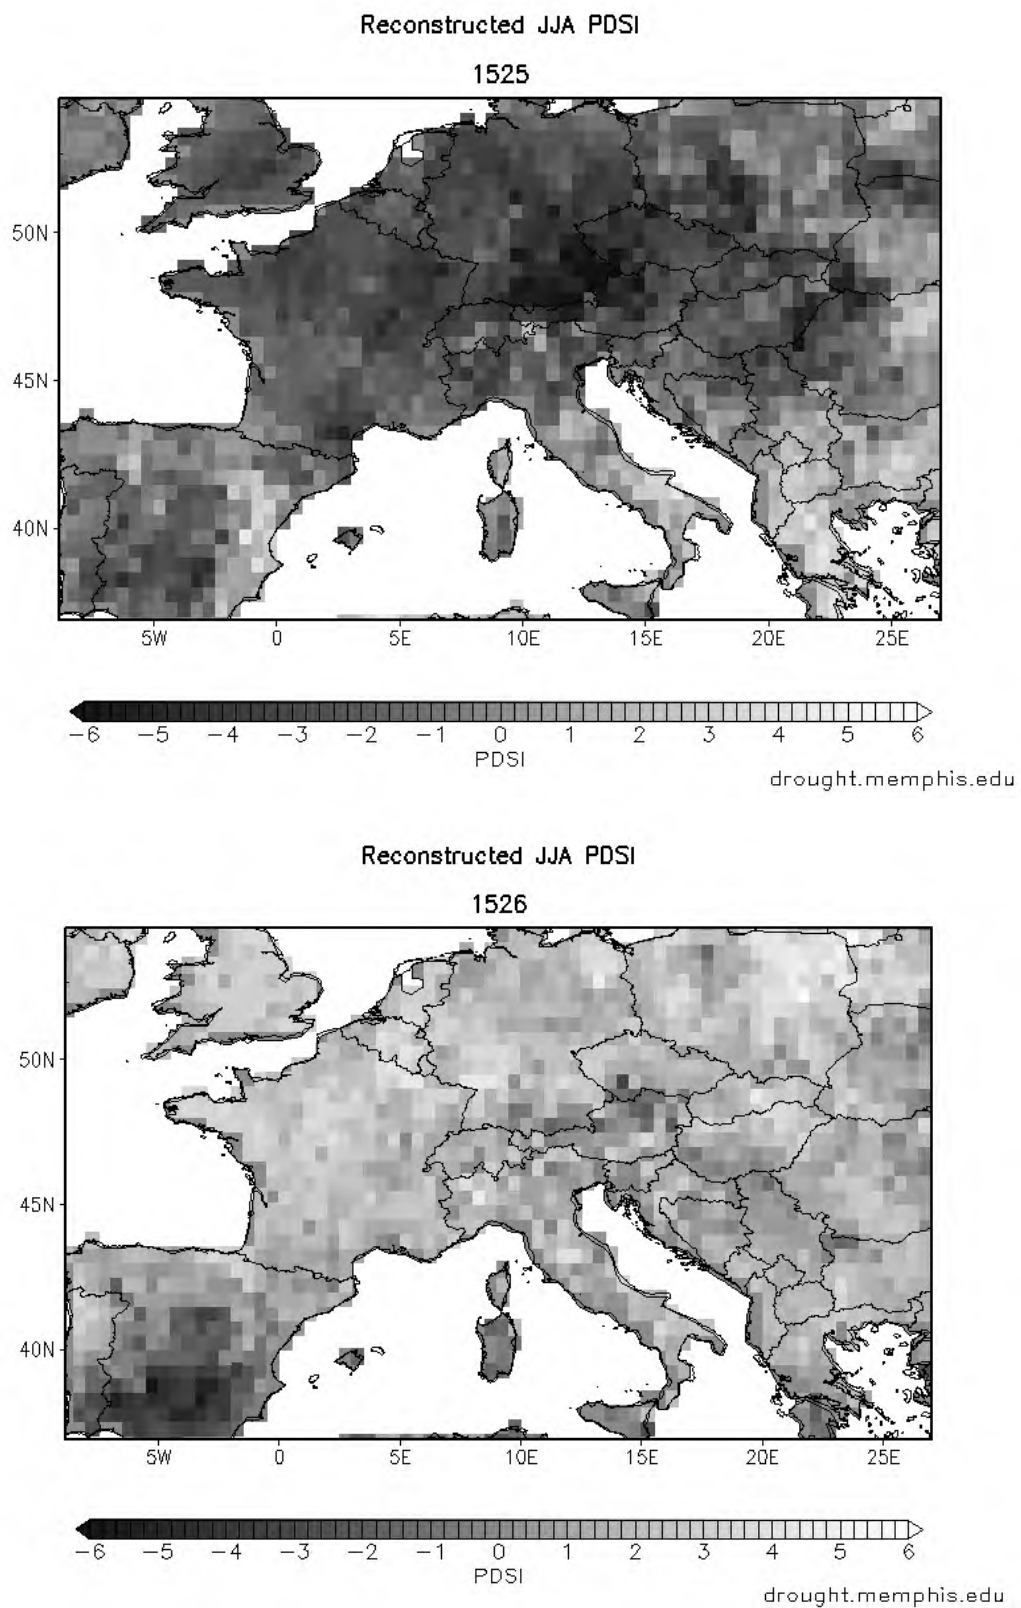 Reconstructed JJA PDSI
1525
50N
45N
40N
5W 0 5E 10E 15E 20E 25E
−6 −5 −4 −3 −2 −1 0 1 2 3 4 5 6
PDSI
drought.memphis.edu
Reconstructed JJA PDSI
1526
50N
45N
40N
5W 0 5E 10E 15E 20E 25E
−6 −5 −4 −3 −2 −1 0 1 2 3 4 5 6
PDSI
drought.memphis.edu